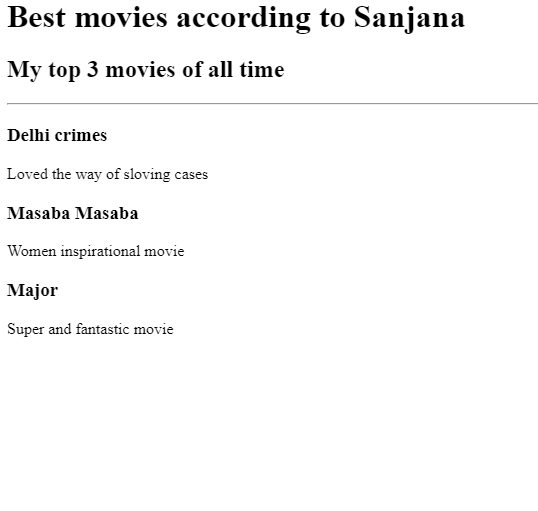 Best movies according to Sanjana
My top 3 movies of all time
Delhi crimes
Loved the way of sloving cases
Masaba Masaba
Women inspirational movie
Major
Super and fantastic movie